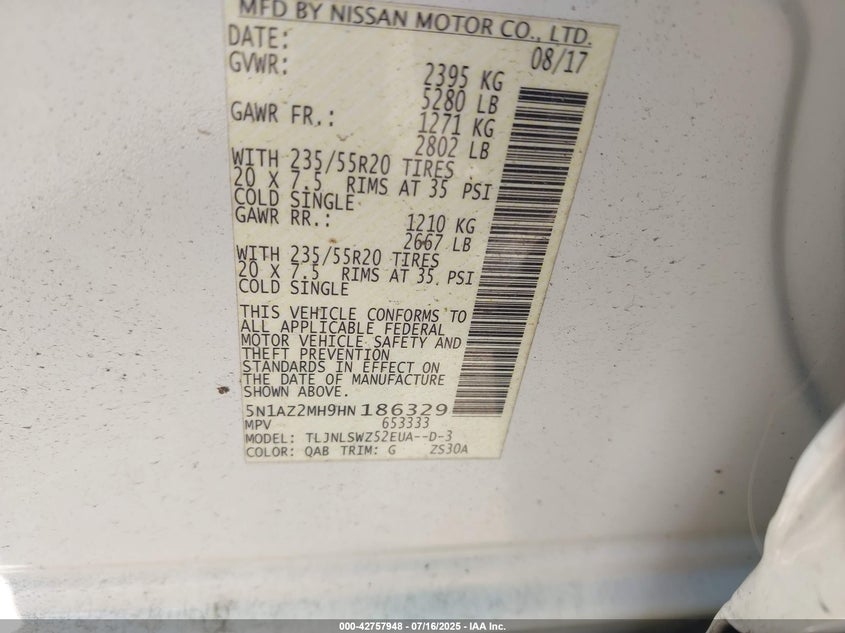 MFD BY NISSAN MOTOR CO., LTD.
DATE: 08/17
GVWR: 2395 KG
5280 LB
GAWR FR.: 1271 KG
2802 LB
WITH 235/55R20 TIRES
20 X 7.5 RIMS AT 35 PSI
COLD SINGLE
GAWR RR.: 1210 KG
2667 LB
WITH 235/55R20 TIRES
20 X 7.5 RIMS AT 35 PSI
COLD SINGLE
THIS VEHICLE CONFORMS TO
ALL APPLICABLE FEDERAL
MOTOR VEHICLE SAFETY AND
THEFT PREVENTION
STANDARDS IN EFFECT ON
THE DATE OF MANUFACTURE
SHOWN ABOVE.
5N1AZ2MH9HN186329
MPV 653333
MODEL: TLJNLSWZ52EUA--D-3
COLOR: QAB TRIM: G ZS30A
000-42757948 - 07/16/2025 - IAA Inc.